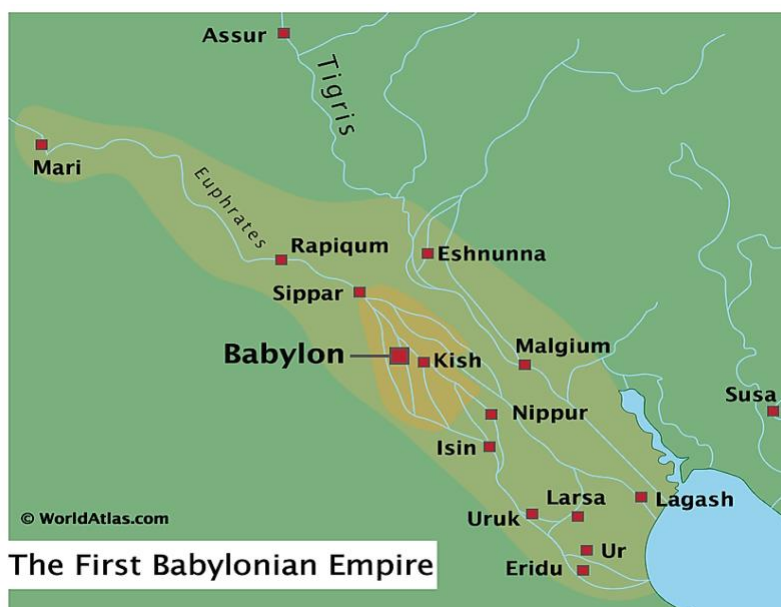 Assur
Tigris
Mari
Euphrates
Rapiqum
Eshnunna
Sippar
Babylon
Kish
Malgium
Susa
Nippur
Isin
Larsa
Lagash
Uruk
© WorldAtlas.com
Ur
The First Babylonian Empire
Eridu